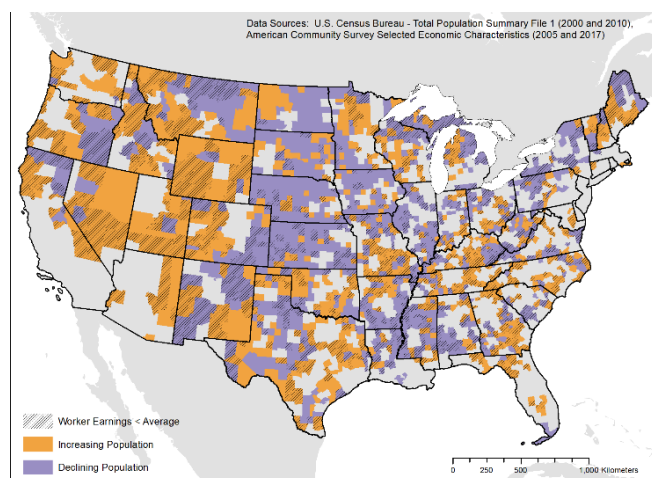 Data Sources: U.S. Census Bureau - Total Population Summary File 1 (2000 and 2010),
American Community Survey Selected Economic Characteristics (2005 and 2017)
Worker Earnings < Average
Increasing Population
Declining Population
0 250 500 1,000 Kilometers